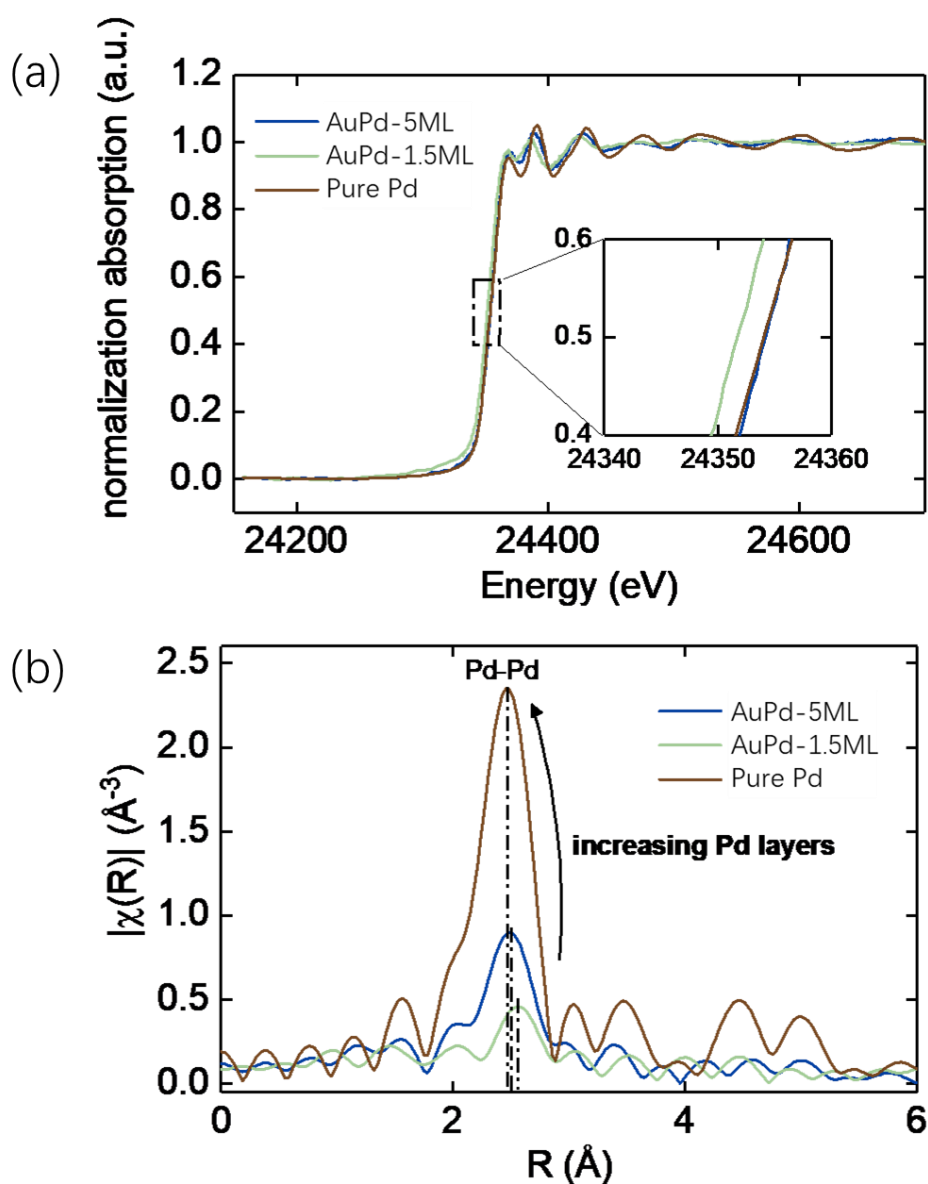 (a)
normalization absorption (a.u.)
1.2
1.0
0.8
0.6
0.4
0.2
0.0
AuPd-5ML
AuPd-1.5ML
Pure Pd
0.6
0.5
0.4
24340
24350
24360
24200
24400
24600
Energy (eV)
(b)
|χ(R)| (Å⁻³)
2.5
2.0
1.5
1.0
0.5
0.0
Pd-Pd
AuPd-5ML
AuPd-1.5ML
Pure Pd
increasing Pd layers
0
2
4
6
R (Å)